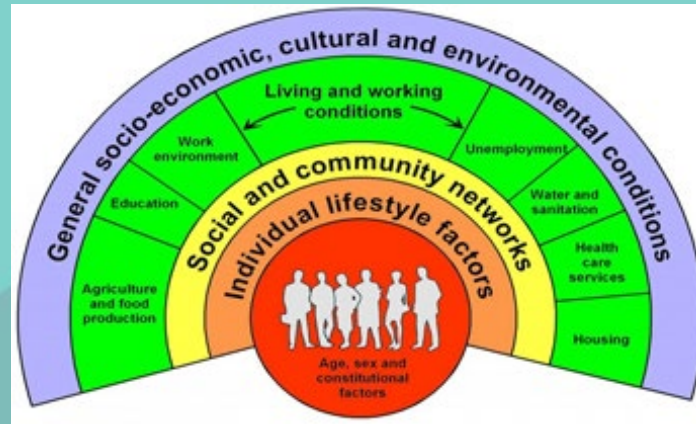 General socio-economic, cultural and environmental conditions
Living and working
conditions
Work
environment
Unemployment
Education
Water and
sanitation
Agriculture
and food
production
Health
care
services
Housing
Social and community networks
Individual lifestyle factors
Age, sex and
constitutional
factors